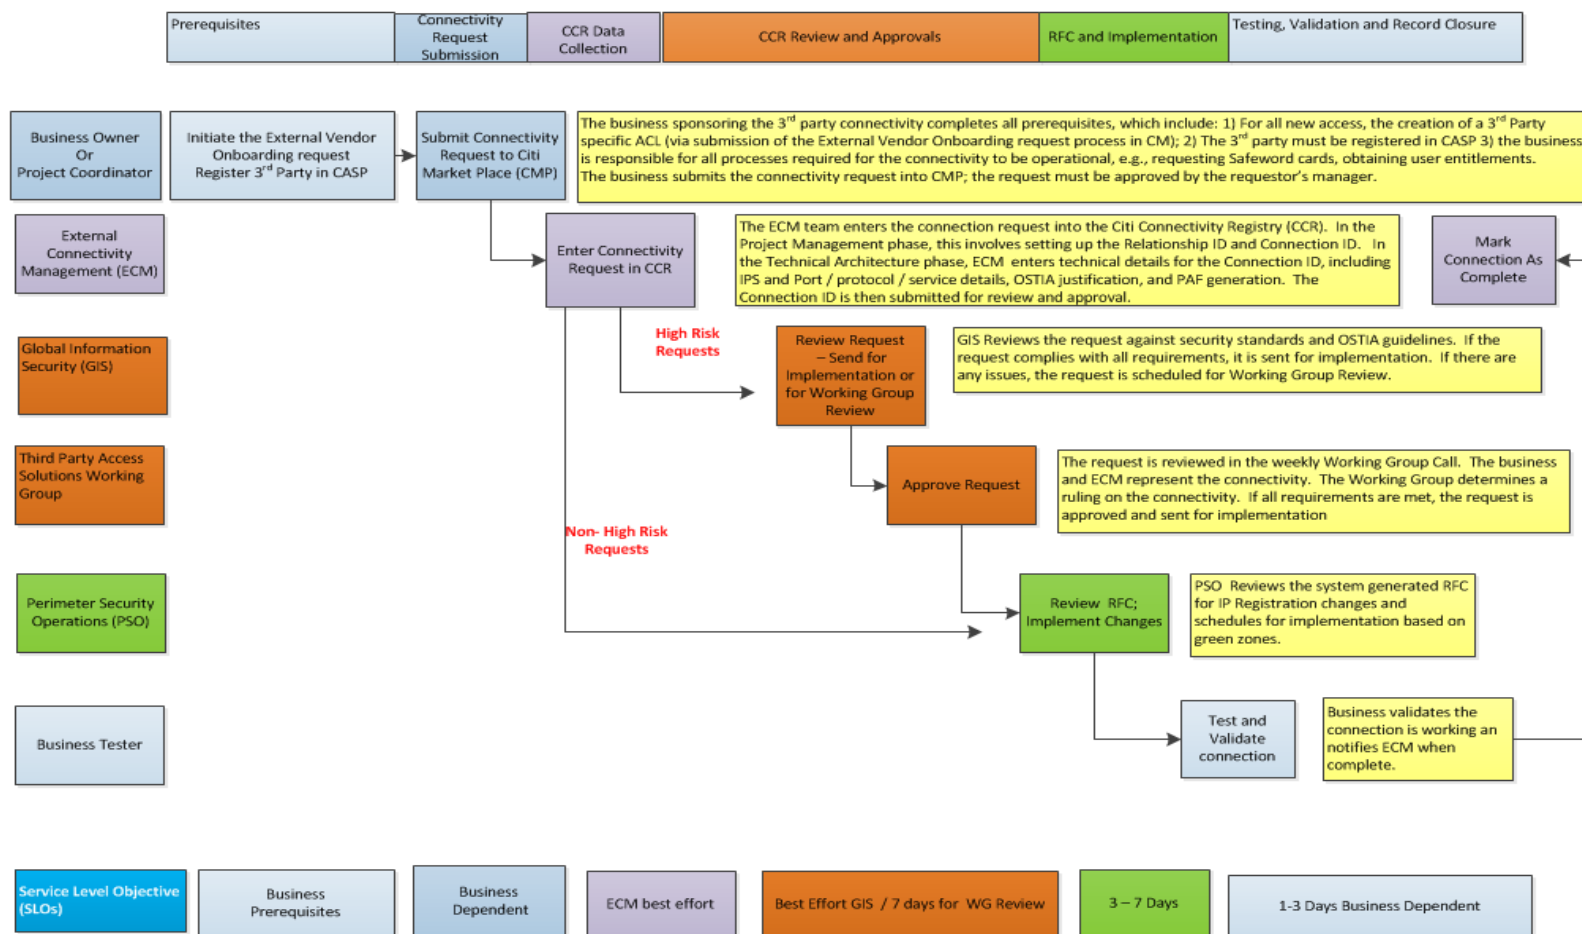 Prerequisites
Connectivity
Request
Submission
CCR Data
Collection
CCR Review and Approvals
RFC and Implementation
Testing, Validation and Record Closure
Business Owner
Or
Project Coordinator
Initiate the External Vendor
Onboarding request
Register 3rd Party in CASP
Submit Connectivity
Request to Citi
Market Place (CMP)
The business sponsoring the 3rd party connectivity completes all prerequisites, which include: 1) For all new access, the creation of a 3rd Party
specific ACL (via submission of the External Vendor Onboarding request process in CM); 2) The 3rd party must be registered in CASP 3) the business
is responsible for all processes required for the connectivity to be operational, e.g., requesting Safeword cards, obtaining user entitlements.
The business submits the connectivity request into CMP; the request must be approved by the requestor's manager.
External
Connectivity
Management (ECM)
Enter Connectivity
Request in CCR
The ECM team enters the connection request into the Citi Connectivity Registry (CCR). In the
Project Management phase, this involves setting up the Relationship ID and Connection ID. In
the Technical Architecture phase, ECM enters technical details for the Connection ID, including
IPS and Port / protocol / service details, OSTIA justification, and PAF generation. The
Connection ID is then submitted for review and approval.
Mark
Connection As
Complete
High Risk
Requests
Global Information
Security (GIS)
Review Request
– Send for
Implementation or
for Working Group
Review
GIS Reviews the request against security standards and OSTIA guidelines. If the
request complies with all requirements, it is sent for implementation. If there are
any issues, the request is scheduled for Working Group Review.
Third Party Access
Solutions Working
Group
Approve Request
The request is reviewed in the weekly Working Group Call. The business
and ECM represent the connectivity. The Working Group determines a
ruling on the connectivity. If all requirements are met, the request is
approved and sent for implementation
Non- High Risk
Requests
Perimeter Security
Operations (PSO)
Review RFC;
Implement Changes
PSO Reviews the system generated RFC
for IP Registration changes and
schedules for implementation based on
green zones.
Business Tester
Test and
Validate
connection
Business validates the
connection is working an
notifies ECM when
complete.
Service Level Objective
(SLOs)
Business
Prerequisites
Business
Dependent
ECM best effort
Best Effort GIS / 7 days for WG Review
3 – 7 Days
1-3 Days Business Dependent